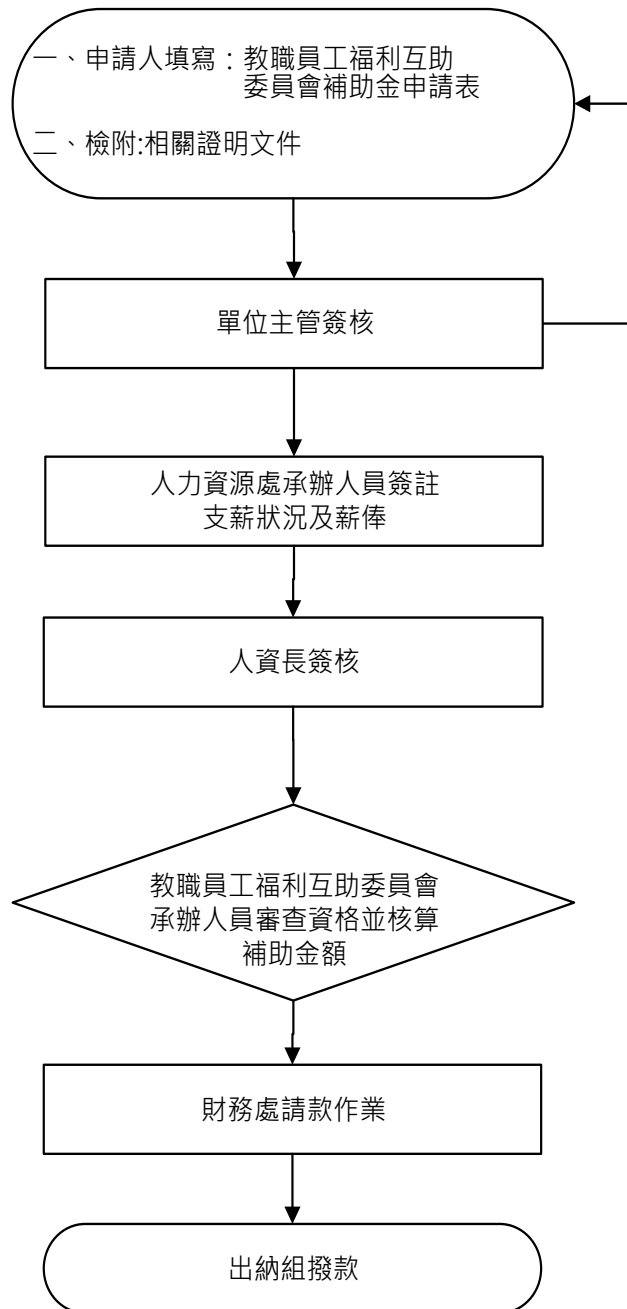 一、申請人填寫：教職員工福利互助
委員會補助金申請表
二、檢附:相關證明文件
單位主管簽核
人力資源處承辦人員簽註
支薪狀況及薪俸
人資長簽核
教職員工福利互助委員會
承辦人員審查資格並核算
補助金額
財務處請款作業
出納組撥款